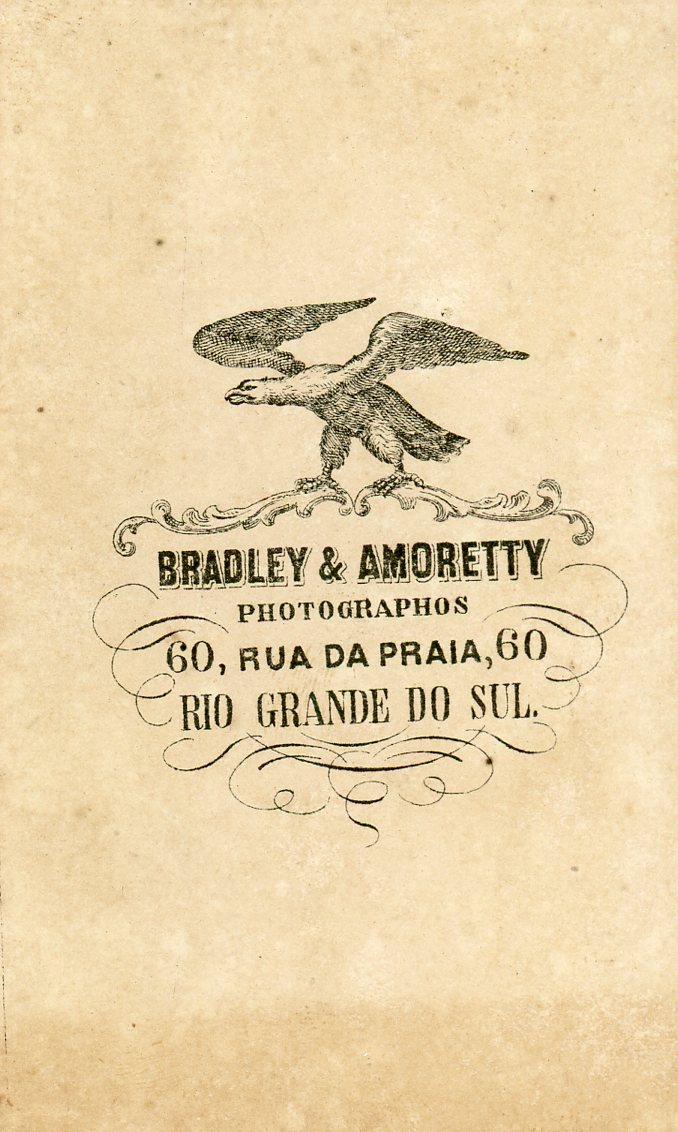 BRADLEY & AMORETTY
PHOTOGRAPHOS
60, RUA DA PRAIA, 60
RIO GRANDE DO SUL.